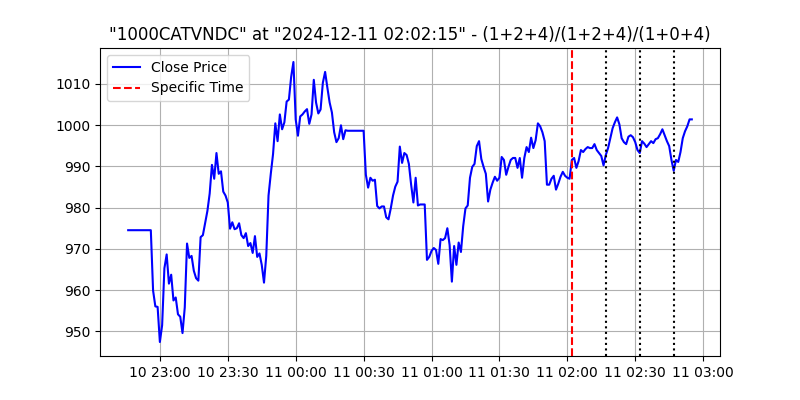 "1000CATVNDC" at "2024-12-11 02:02:15" - (1+2+4)/(1+2+4)/(1+0+4)
Close Price
Specific Time
1010
1000
990
980
970
960
950
10 23:00 10 23:30 11 00:00 11 00:30 11 01:00 11 01:30 11 02:00 11 02:30 11 03:00